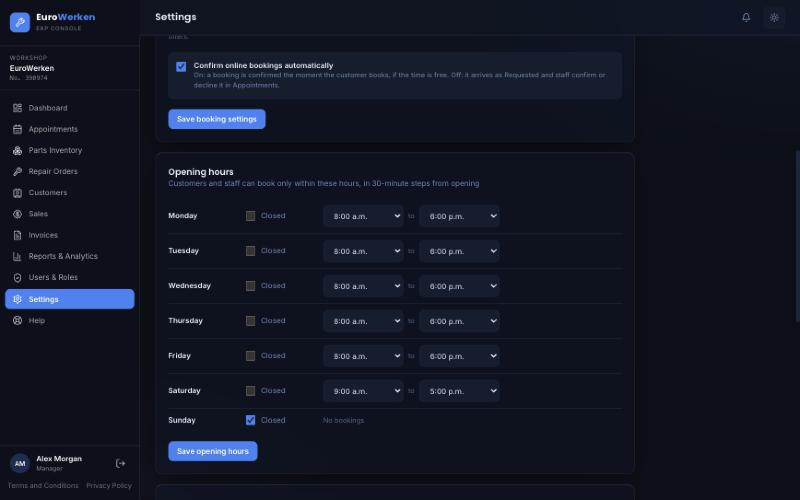 EuroWerken
ERP CONSOLE
Settings
WORKSHOP
EuroWerken
No. 390974
Dashboard
Appointments
Parts Inventory
Repair Orders
Customers
Sales
Invoices
Reports & Analytics
Users & Roles
Settings
Help
AM
Alex Morgan
Manager
Terms and Conditions Privacy Policy
Confirm online bookings automatically
On: a booking is confirmed the moment the customer books, if the time is free. Off: it arrives as Requested and staff confirm or
decline it in Appointments.
Save booking settings
Opening hours
Customers and staff can book only within these hours, in 30-minute steps from opening
Monday Closed 8:00 a.m. to 6:00 p.m.
Tuesday Closed 8:00 a.m. to 6:00 p.m.
Wednesday Closed 8:00 a.m. to 6:00 p.m.
Thursday Closed 8:00 a.m. to 6:00 p.m.
Friday Closed 8:00 a.m. to 6:00 p.m.
Saturday Closed 9:00 a.m. to 5:00 p.m.
Sunday Closed No bookings
Save opening hours